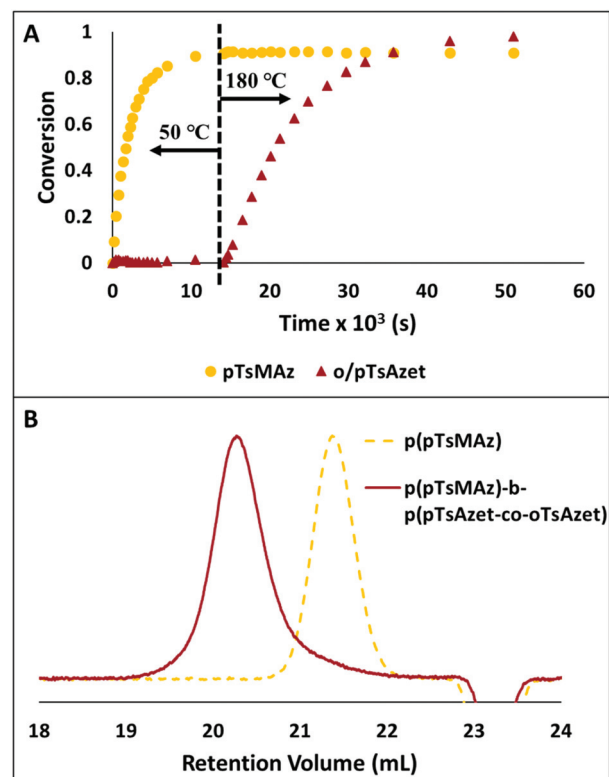 A
1
0.8
0.6
0.4
0.2
0
Conversion
180 °C
50 °C
0 10 20 30 40 50 60
Time x 10³ (s)
pTsMAz o/pTsAzet
B
p(pTsMAz)
p(pTsMAz)-b-
p(pTsAzet-co-oTsAzet)
18 19 20 21 22 23 24
Retention Volume (mL)